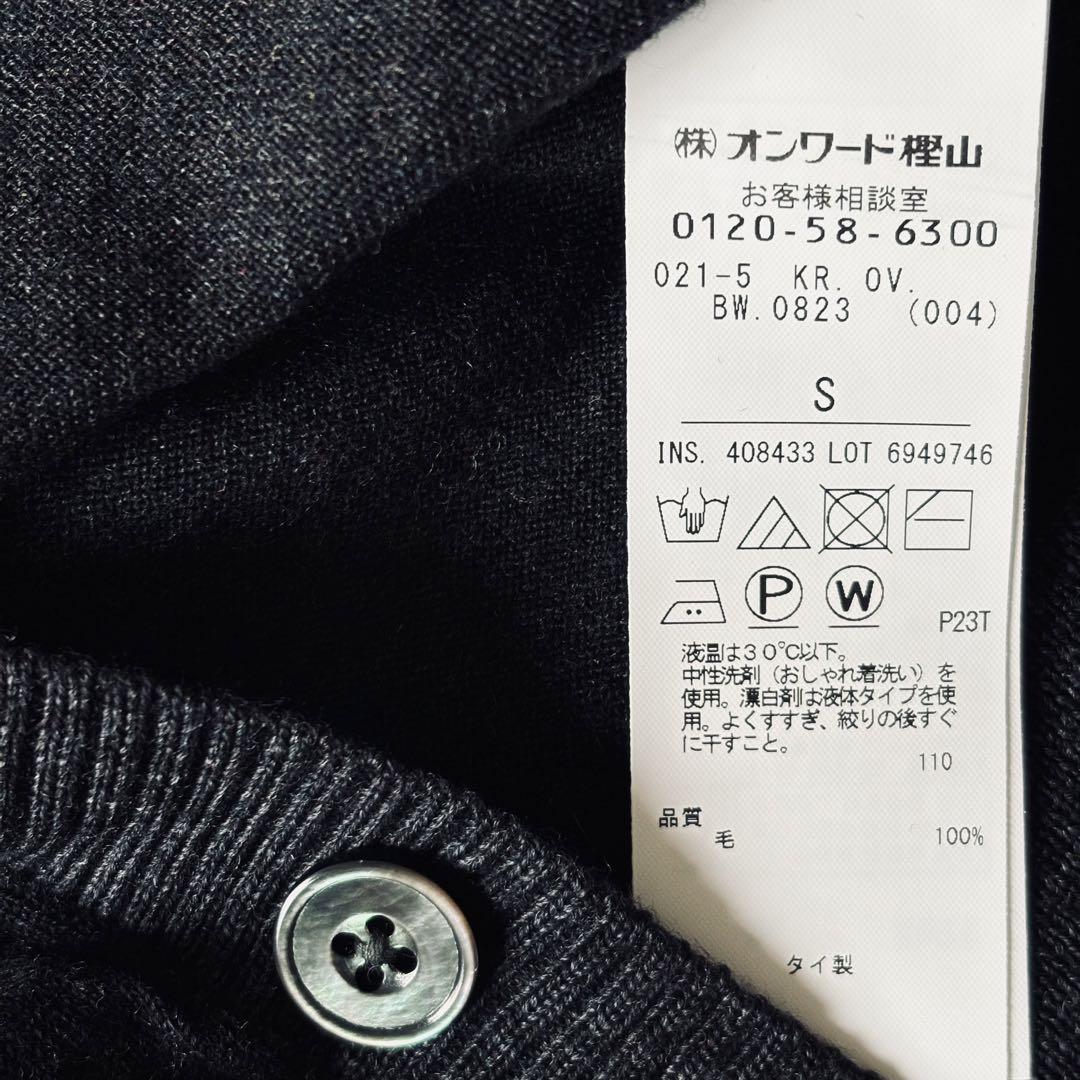 (株)オンワード樫山
お客様相談室
0120-58-6300
021-5 KR. OV.
BW.0823 (004)
S
INS. 408433 LOT 6949746
P W
P23T
液温は30℃以下。
中性洗剤(おしゃれ着洗い)を
使用。漂白剤は液体タイプを使
用。よくすすぎ、絞りの後すぐ
に干すこと。
110
品質
毛 100%
タイ製